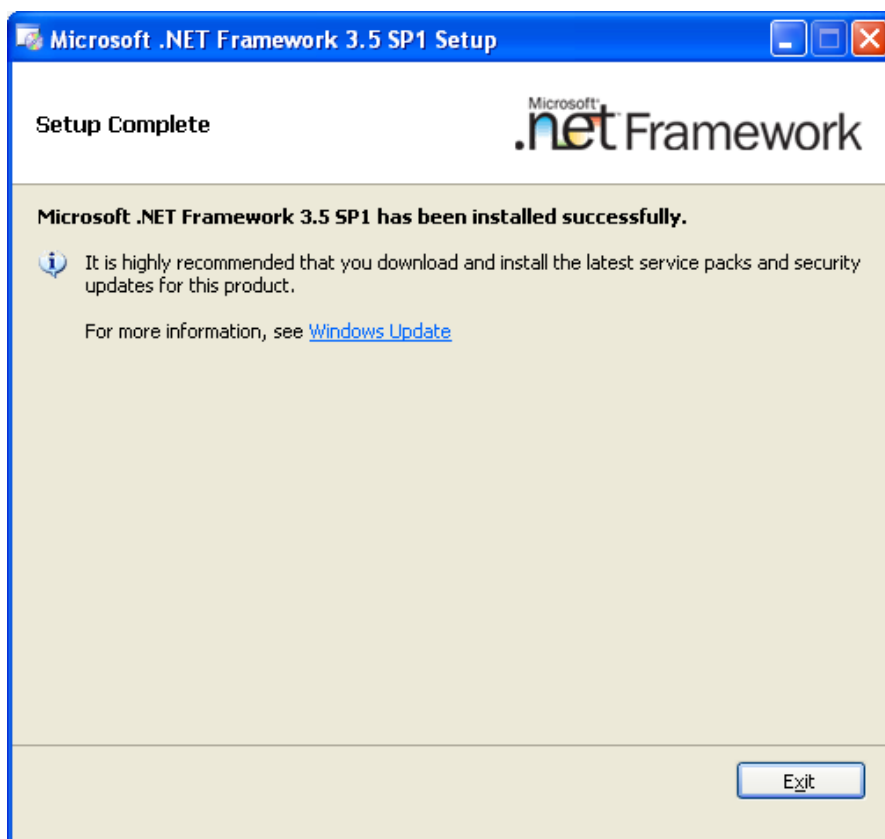 Microsoft .NET Framework 3.5 SP1 Setup
Setup Complete
Microsoft
.net Framework
Microsoft .NET Framework 3.5 SP1 has been installed successfully.
It is highly recommended that you download and install the latest service packs and security
updates for this product.
For more information, see Windows Update
Exit